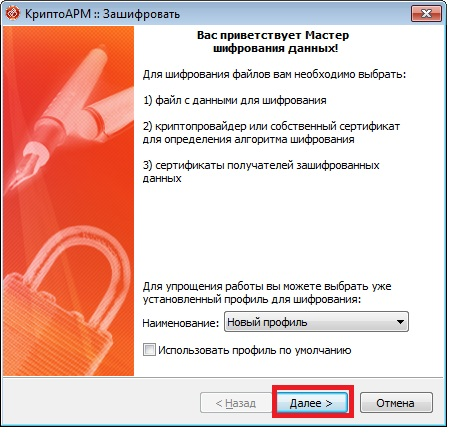 КриптоАРМ :: Зашифровать
Вас приветствует Мастер
шифрования данных!
Для шифрования файлов вам необходимо выбрать:
1) файл с данными для шифрования
2) криптопровайдер или собственный сертификат
для определения алгоритма шифрования
3) сертификаты получателей зашифрованных
данных
Для упрощения работы вы можете выбрать уже
установленный профиль для шифрования:
Наименование: Новый профиль
Использовать профиль по умолчанию
< Назад Далее > Отмена